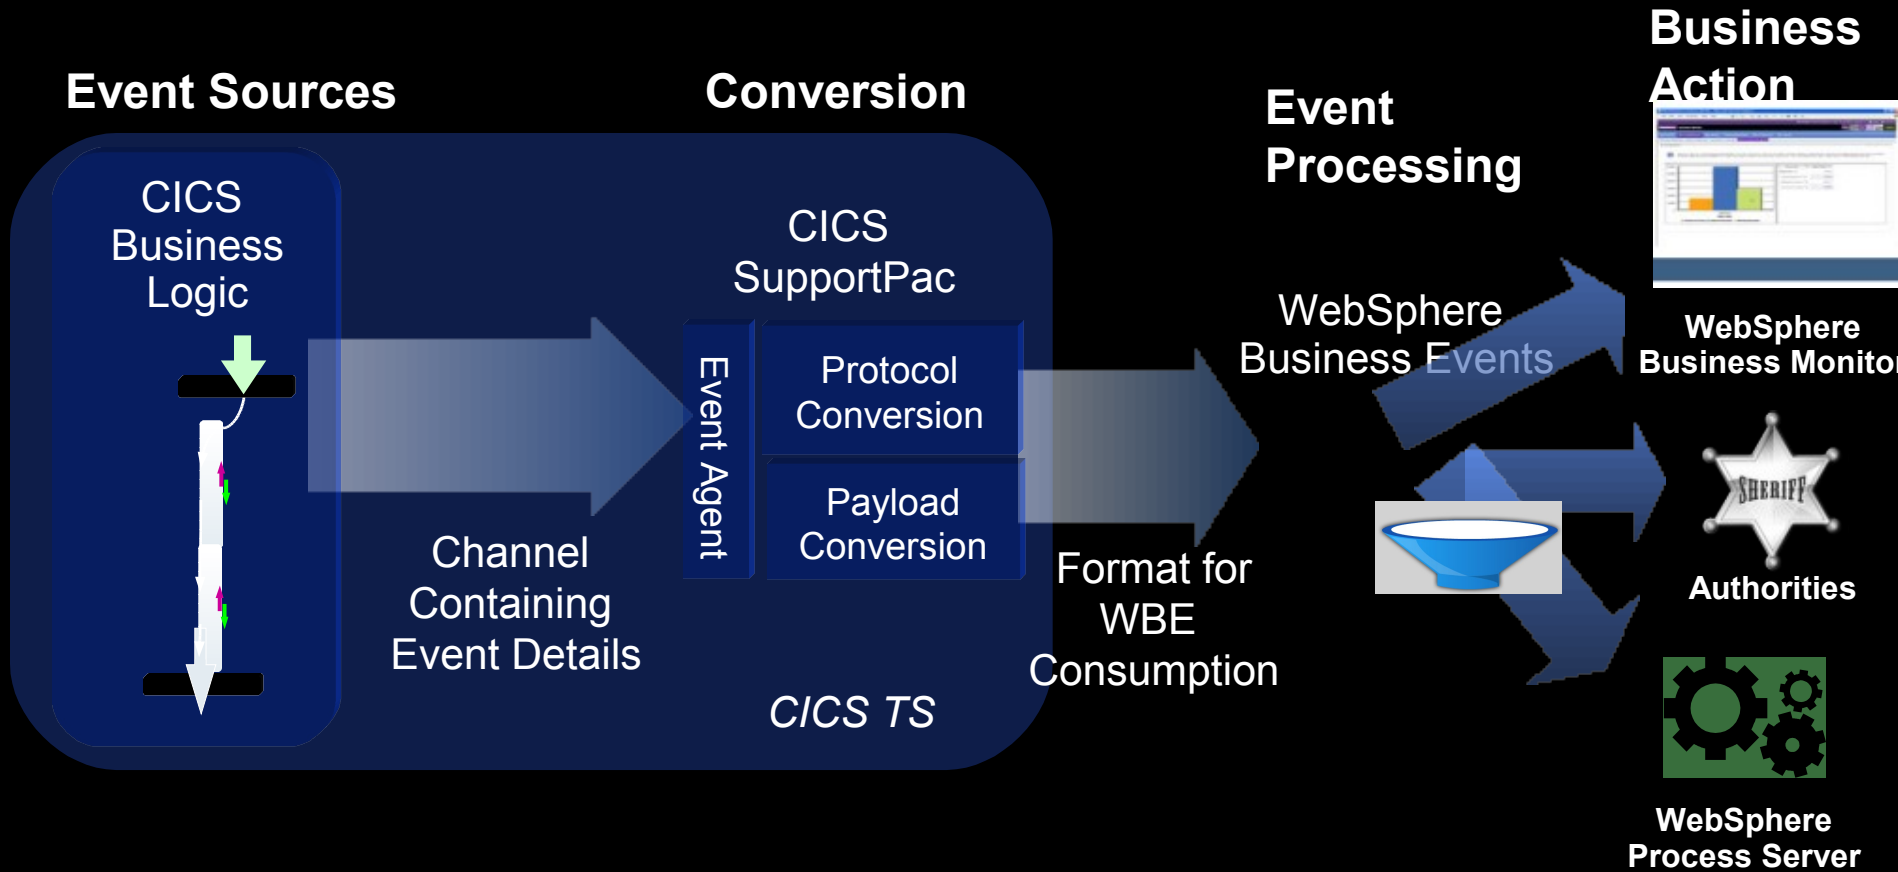 Event Sources
Conversion
Event
Processing
Business
Action
CICS
Business
Logic
Channel
Containing
Event Details
CICS
SupportPac
Event Agent
Protocol
Conversion
Payload
Conversion
CICS TS
Format for
WBE
Consumption
WebSphere
Business Events
WebSphere
Business Monitor
SHERIFF
Authorities
WebSphere
Process Server